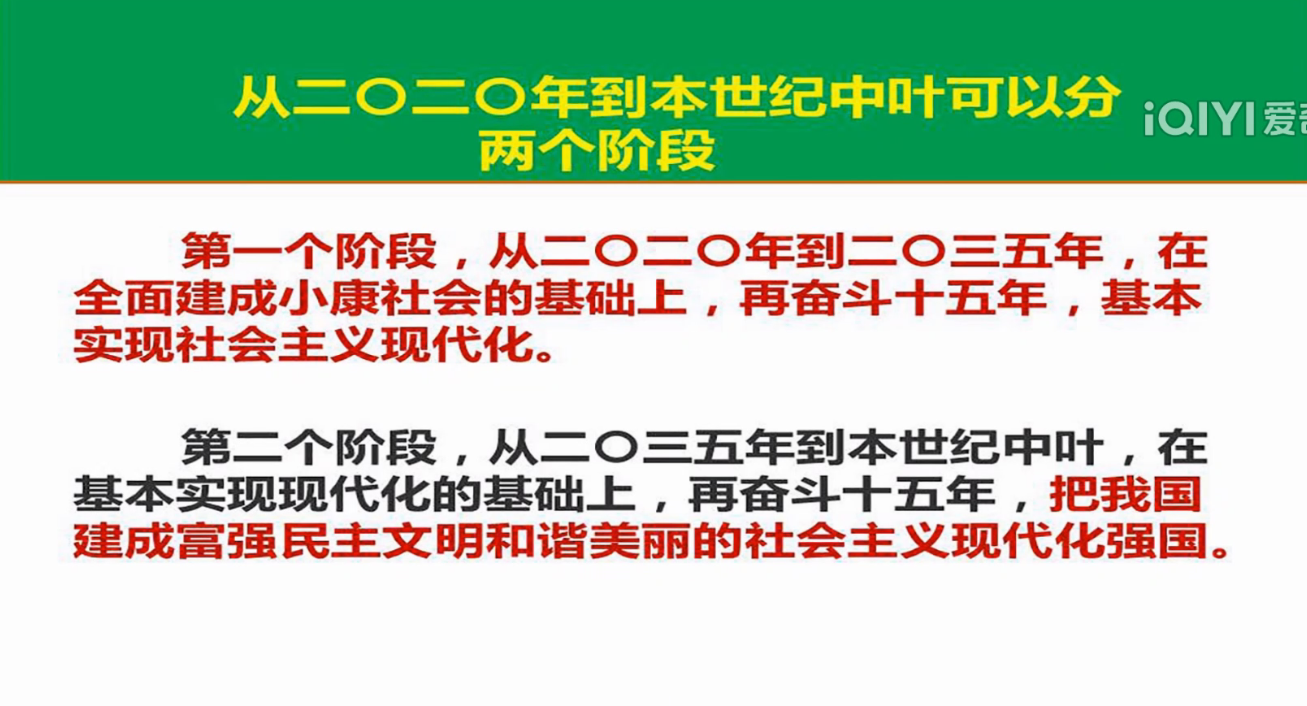 从二〇二〇年到本世纪中叶可以分
两个阶段
iQIYI 爱
第一个阶段，从二〇二〇年到二〇三五年，在
全面建成小康社会的基础上，再奋斗十五年，基本
实现社会主义现代化。
第二个阶段，从二〇三五年到本世纪中叶，在
基本实现现代化的基础上，再奋斗十五年，把我国
建成富强民主文明和谐美丽的社会主义现代化强国。